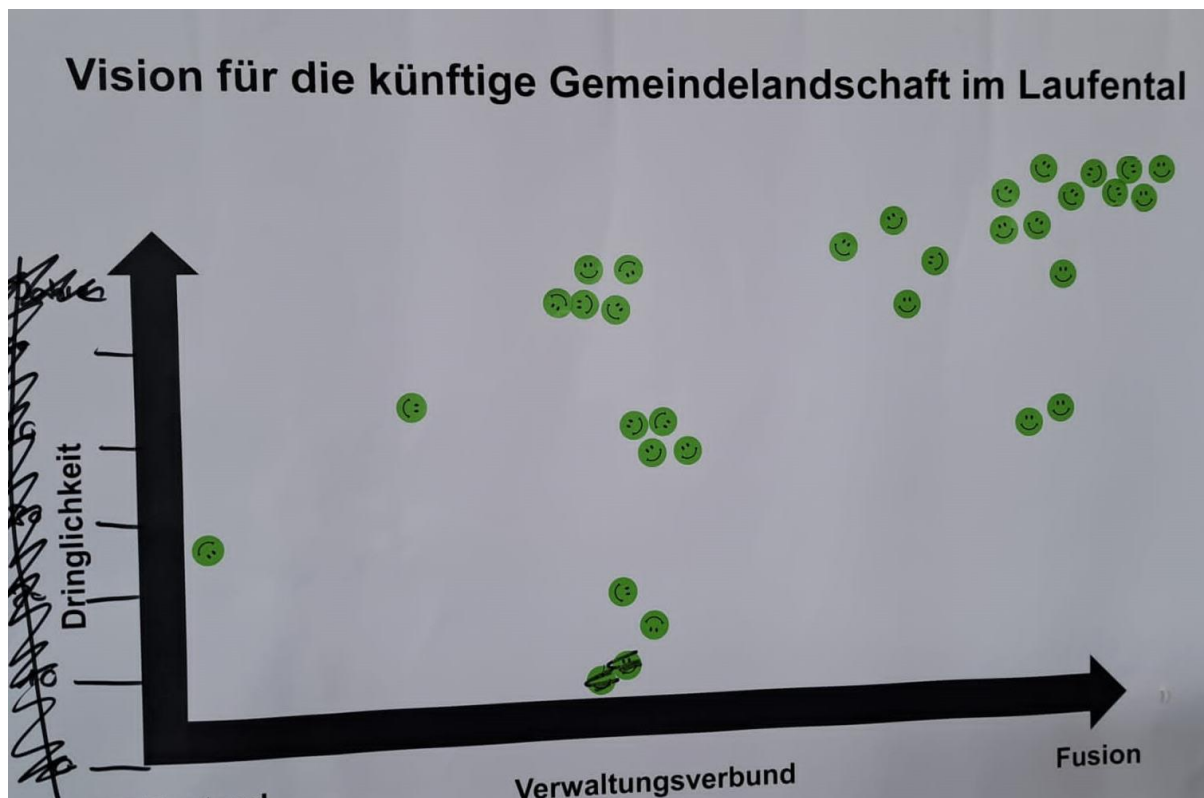 Vision für die künftige Gemeindelandschaft im Laufental
Dringlichkeit
Verwaltungsverbund
Fusion